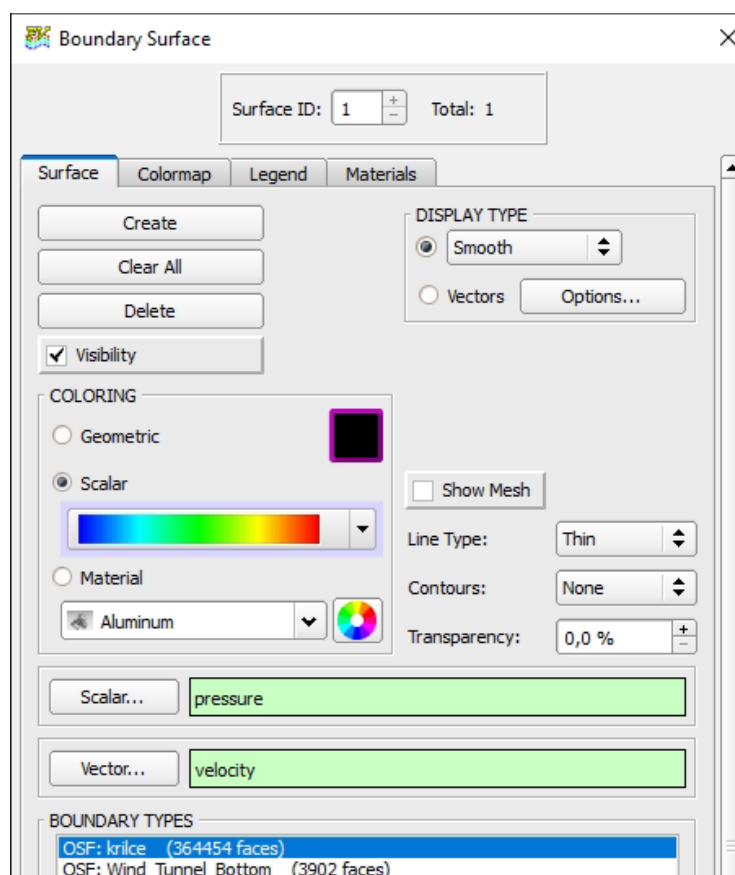 Boundary Surface
Surface ID: 1 Total: 1
Surface Colormap Legend Materials
Create
Clear All
Delete
Visibility
DISPLAY TYPE
Smooth
Vectors Options...
COLORING
Geometric
Scalar
Material
Aluminum
Show Mesh
Line Type: Thin
Contours: None
Transparency: 0,0 %
Scalar... pressure
Vector... velocity
BOUNDARY TYPES
OSF: krilce (364454 faces)
OSF: Wind_Tunnel_Bottom (3902 faces)